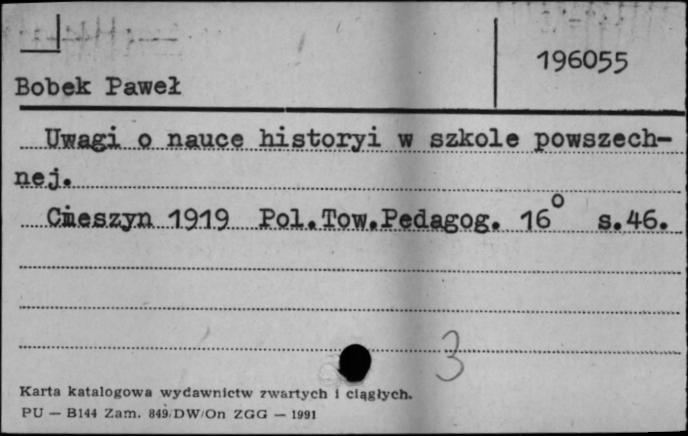 196055
Bobek Paweł
Uwagi o nauce historyi w szkole powszech-
nej.
Cieszyn 1919 Pol.Tow.Pedagog. 16° s.46.
3
Karta katalogowa wydawnictw zwartych i ciągłych.
PU — B144 Zam. 849/DW/On ZGG — 1991